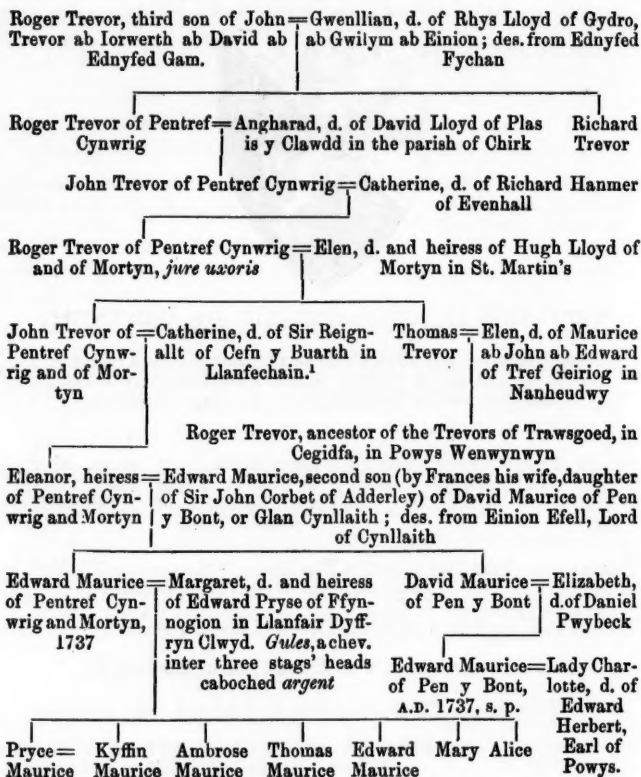 Roger Trevor, third son of John=Gwenllian, d. of Rhys Lloyd of Gydro,
Trevor ab Iorwerth ab David ab | ab Gwilym ab Einion; des. from Ednyfed
Ednyfed Gam. Fychan
Roger Trevor of Pentref=Angharad, d. of David Lloyd of Plas Richard
Cynwrig is y Clawdd in the parish of Chirk Trevor
John Trevor of Pentref Cynwrig=Catherine, d. of Richard Hanmer
of Evenhall
Roger Trevor of Pentref Cynwrig=Elen, d. and heiress of Hugh Lloyd of
and of Mortyn, jure uxoris Mortyn in St. Martin's
John Trevor of=Catherine, d. of Sir Reign- Thomas=Elen, d. of Maurice
Pentref Cynw- allt of Cefn y Buarth in Trevor ab John ab Edward
rig and of Mor- Llanfechain.¹ of Tref Geiriog in
tyn Nanheudwy
Roger Trevor, ancestor of the Trevors of Trawsgoed, in
Cegidfa, in Powys Wenwynwyn
Eleanor, heiress=Edward Maurice, second son (by Frances his wife, daughter
of Pentref Cyn- of Sir John Corbet of Adderley) of David Maurice of Pen
wrig and Mortyn y Bont, or Glan Cynllaith; des. from Einion Efell, Lord
of Cynllaith
Edward Maurice=Margaret, d. and heiress David Maurice=Elizabeth,
of Pentref Cyn- of Edward Pryse of Ffyn- of Pen y Bont d. of Daniel
wrig and Mortyn, nogion in Llanfair Dyff- Pwybeck
1737 ryn Clwyd. Gules, a chev.
inter three stags' heads
caboched argent
Edward Maurice=Lady Char-
of Pen y Bont, lotte, d. of
A.D. 1737, s. p. Edward
Herbert,
Earl of
Powys.
Pryce= Kyffin Ambrose Thomas Edward Mary Alice
Maurice Maurice Maurice Maurice Maurice